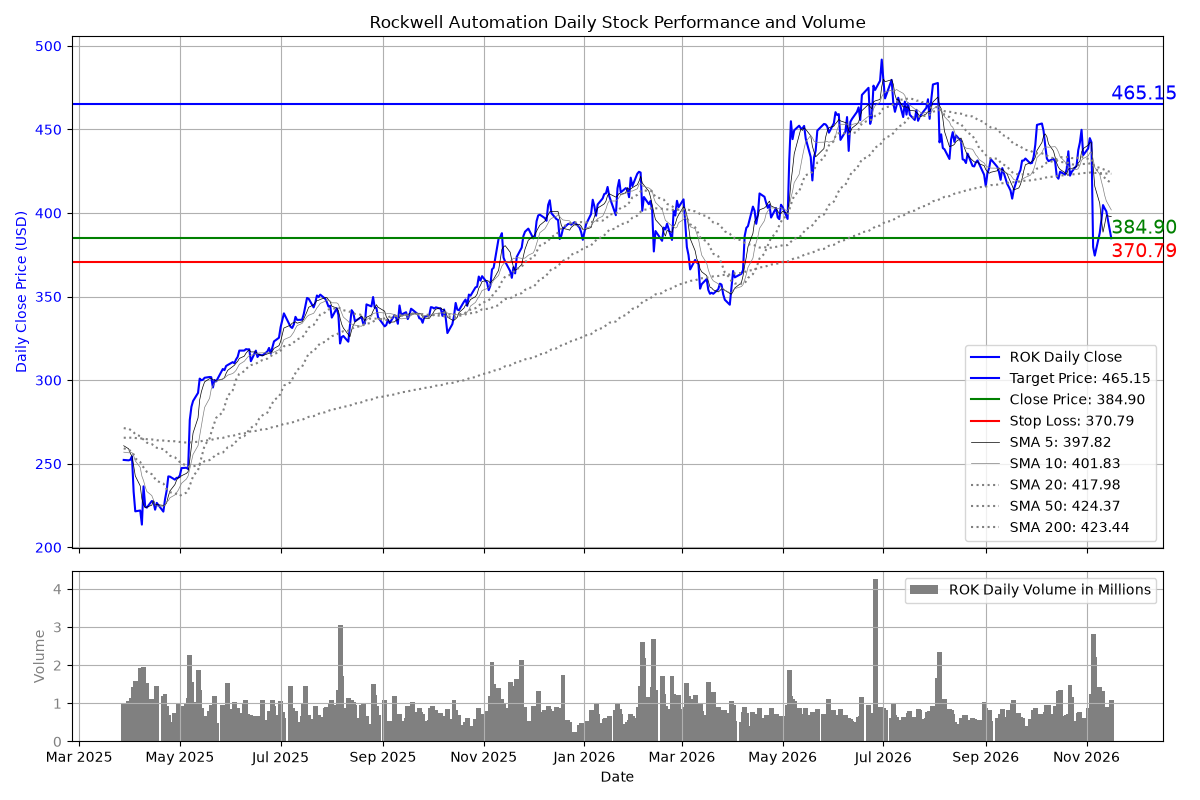 Rockwell Automation Daily Stock Performance and Volume
500
450
400
350
300
250
200
Daily Close Price (USD)
465.15
384.90
370.79
ROK Daily Close
Target Price: 465.15
Close Price: 384.90
Stop Loss: 370.79
SMA 5: 397.82
SMA 10: 401.83
SMA 20: 417.98
SMA 50: 424.37
SMA 200: 423.44
4
3
2
1
0
Volume
ROK Daily Volume in Millions
Mar 2025 May 2025 Jul 2025 Sep 2025 Nov 2025 Jan 2026 Mar 2026 May 2026 Jul 2026 Sep 2026 Nov 2026
Date